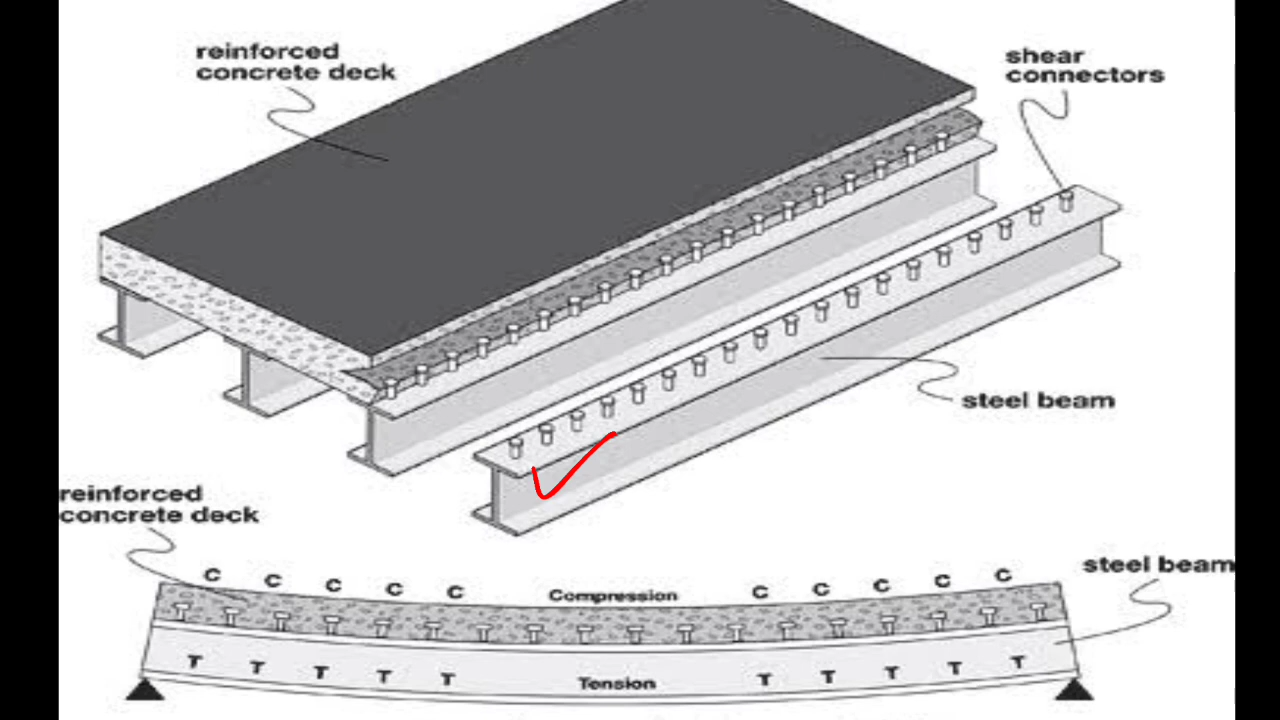 reinforced
concrete deck
shear
connectors
steel beam
reinforced
concrete deck
steel beam
C C C C C Compression C C C C C
T T T T T Tension T T T T T